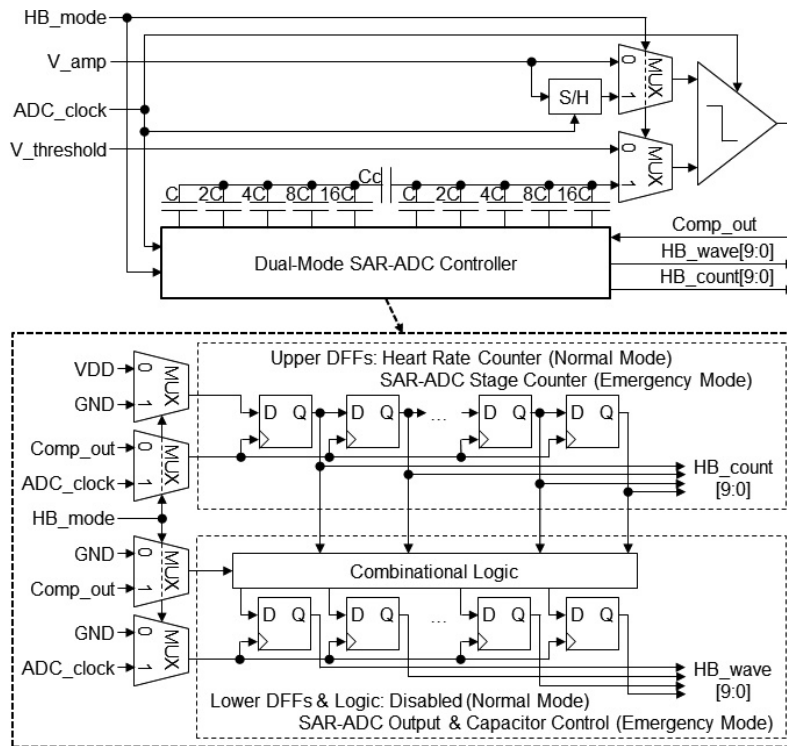 HB_mode
V_amp
0
MUX
1
S/H
ADC_clock
V_threshold
0
MUX
1
Cc
C 2C 4C 8C 16C C 2C 4C 8C 16C
Comp_out
Dual-Mode SAR-ADC Controller
HB_wave[9:0]
HB_count[9:0]
Upper DFFs: Heart Rate Counter (Normal Mode)
SAR-ADC Stage Counter (Emergency Mode)
VDD 0
MUX
GND 1
D Q D Q ... D Q D Q
Comp_out 0
MUX
ADC_clock 1
HB_count
[9:0]
HB_mode
GND 0
MUX
Comp_out 1
Combinational Logic
GND 0
MUX
ADC_clock 1
D Q D Q ... D Q D Q
HB_wave
[9:0]
Lower DFFs & Logic: Disabled (Normal Mode)
SAR-ADC Output & Capacitor Control (Emergency Mode)